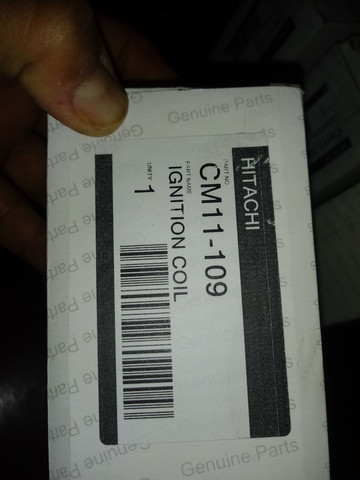 Genuine Parts
HITACHI
PART NO.
CM11-109
PART NAME
IGNITION COIL
UNITY
1
Genuine Parts